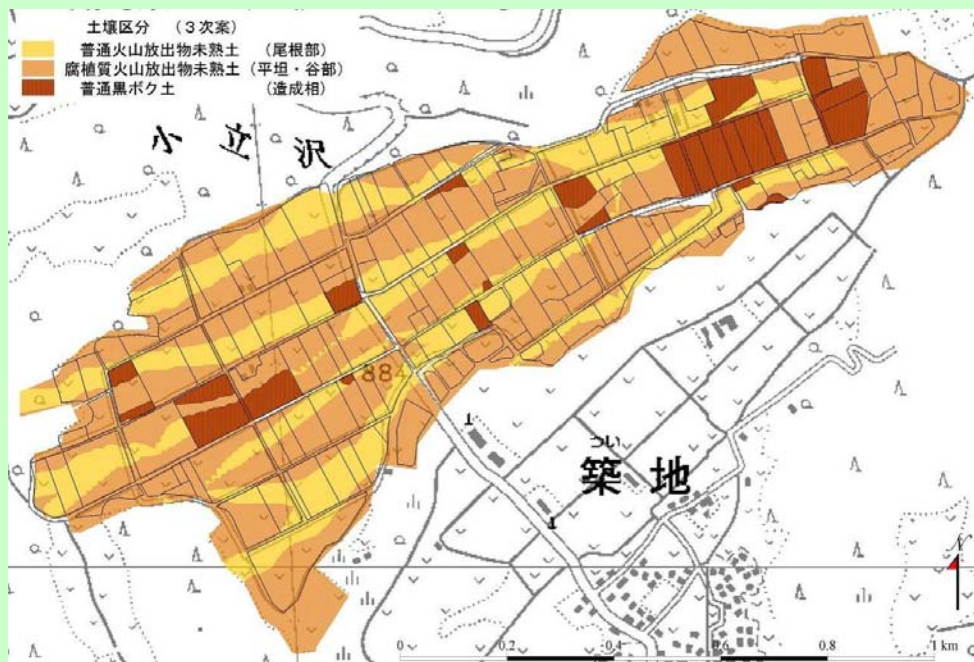 土壌区分 （３次案）
普通火山放出物未熟土 （尾根部）
腐植質火山放出物未熟土 （平坦・谷部）
普通黒ボク土 （造成相）
小立沢
884
つい
築地
0 0.2 0.4 0.6 0.8 1 km